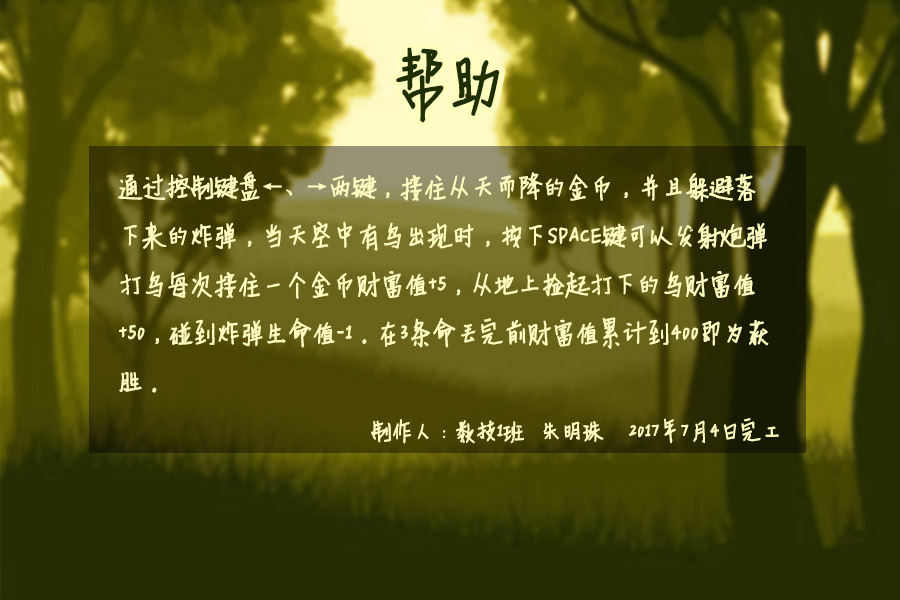 帮助
通过控制键盘←、→两键，接住从天而降的金币，并且躲避落
下来的炸弹，当天空中有鸟出现时，按下SPACE键可以发射炮弹
打鸟每次接住一个金币财富值+5，从地上捡起打下的鸟财富值
+50，碰到炸弹生命值-1。在3条命丢完前财富值累计到400即为获
胜。
制作人：教技1班 朱明珠 2017年7月4日完工